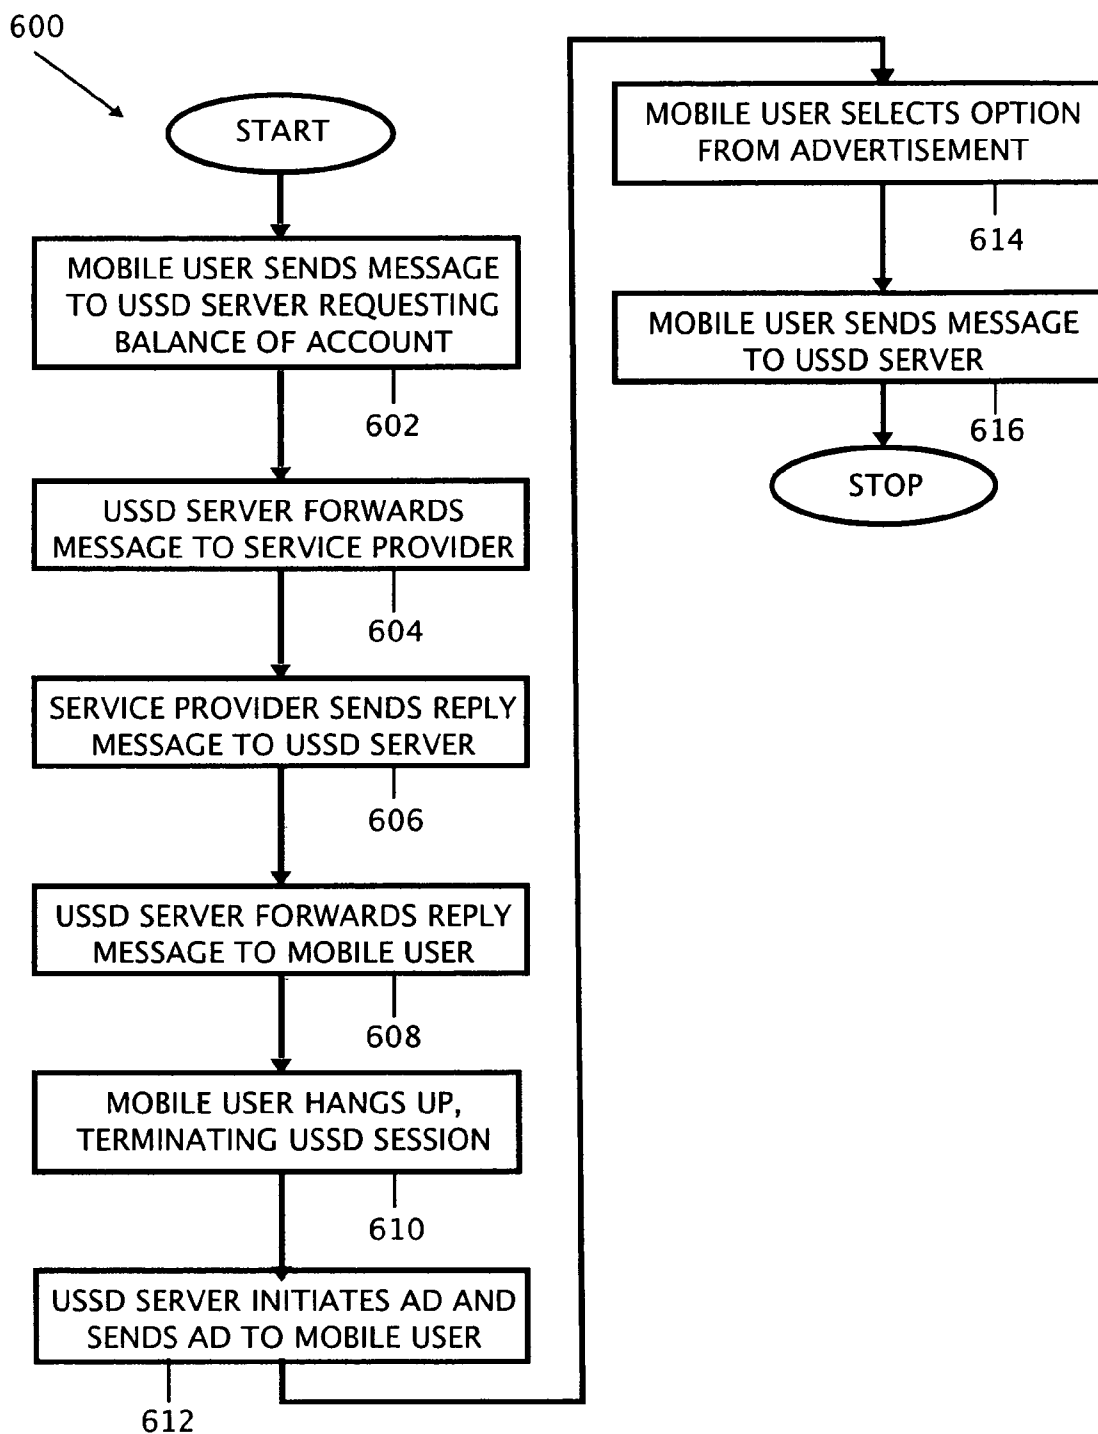 600
START
MOBILE USER SENDS MESSAGE
TO USSD SERVER REQUESTING
BALANCE OF ACCOUNT
602
USSD SERVER FORWARDS
MESSAGE TO SERVICE PROVIDER
604
SERVICE PROVIDER SENDS REPLY
MESSAGE TO USSD SERVER
606
USSD SERVER FORWARDS REPLY
MESSAGE TO MOBILE USER
608
MOBILE USER HANGS UP,
TERMINATING USSD SESSION
610
USSD SERVER INITIATES AD AND
SENDS AD TO MOBILE USER
612
MOBILE USER SELECTS OPTION
FROM ADVERTISEMENT
614
MOBILE USER SENDS MESSAGE
TO USSD SERVER
616
STOP